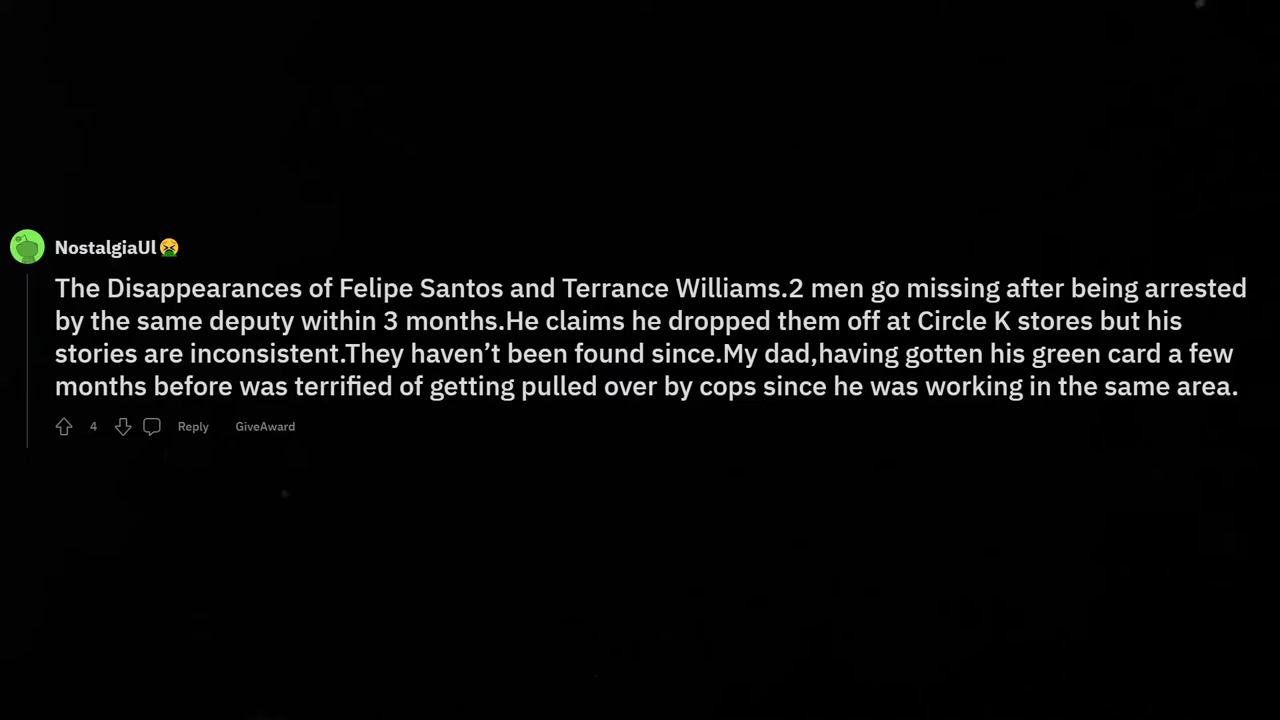 NostalgiaUl🤮
The Disappearances of Felipe Santos and Terrance Williams.2 men go missing after being arrested
by the same deputy within 3 months.He claims he dropped them off at Circle K stores but his
stories are inconsistent.They haven’t been found since.My dad,having gotten his green card a few
months before was terrified of getting pulled over by cops since he was working in the same area.
4 Reply GiveAward